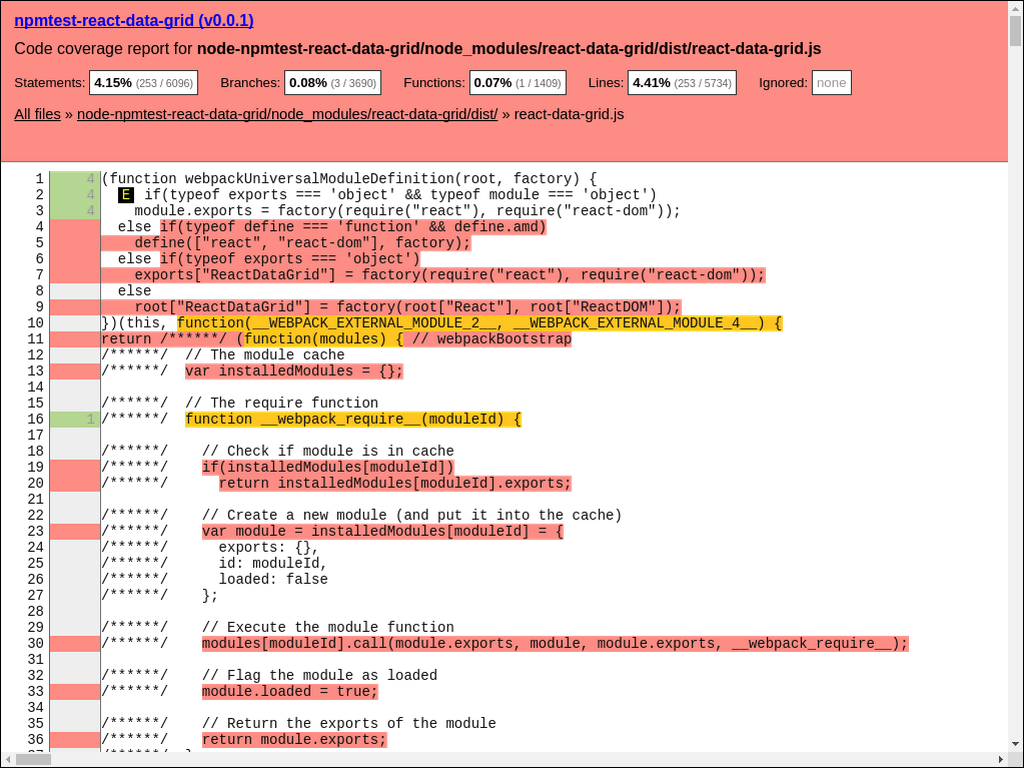 npmtest-react-data-grid (v0.0.1)
Code coverage report for node-npmtest-react-data-grid/node_modules/react-data-grid/dist/react-data-grid.js
Statements: 4.15% (253 / 6096) Branches: 0.08% (3 / 3690) Functions: 0.07% (1 / 1409) Lines: 4.41% (253 / 5734) Ignored: none
All files » node-npmtest-react-data-grid/node_modules/react-data-grid/dist/ » react-data-grid.js
1 4 (function webpackUniversalModuleDefinition(root, factory) {
2 4 E if(typeof exports === 'object' && typeof module === 'object')
3 4 module.exports = factory(require("react"), require("react-dom"));
4 else if(typeof define === 'function' && define.amd)
5 define(["react", "react-dom"], factory);
6 else if(typeof exports === 'object')
7 exports["ReactDataGrid"] = factory(require("react"), require("react-dom"));
8 else
9 root["ReactDataGrid"] = factory(root["React"], root["ReactDOM"]);
10 })(this, function(__WEBPACK_EXTERNAL_MODULE_2__, __WEBPACK_EXTERNAL_MODULE_4__) {
11 return /******/ (function(modules) { // webpackBootstrap
12 /******/ // The module cache
13 /******/ var installedModules = {};
14
15 /******/ // The require function
16 1 /******/ function __webpack_require__(moduleId) {
17
18 /******/ // Check if module is in cache
19 /******/ if(installedModules[moduleId])
20 /******/ return installedModules[moduleId].exports;
21
22 /******/ // Create a new module (and put it into the cache)
23 /******/ var module = installedModules[moduleId] = {
24 /******/ exports: {},
25 /******/ id: moduleId,
26 /******/ loaded: false
27 /******/ };
28
29 /******/ // Execute the module function
30 /******/ modules[moduleId].call(module.exports, module, module.exports, __webpack_require__);
31
32 /******/ // Flag the module as loaded
33 /******/ module.loaded = true;
34
35 /******/ // Return the exports of the module
36 /******/ return module.exports;